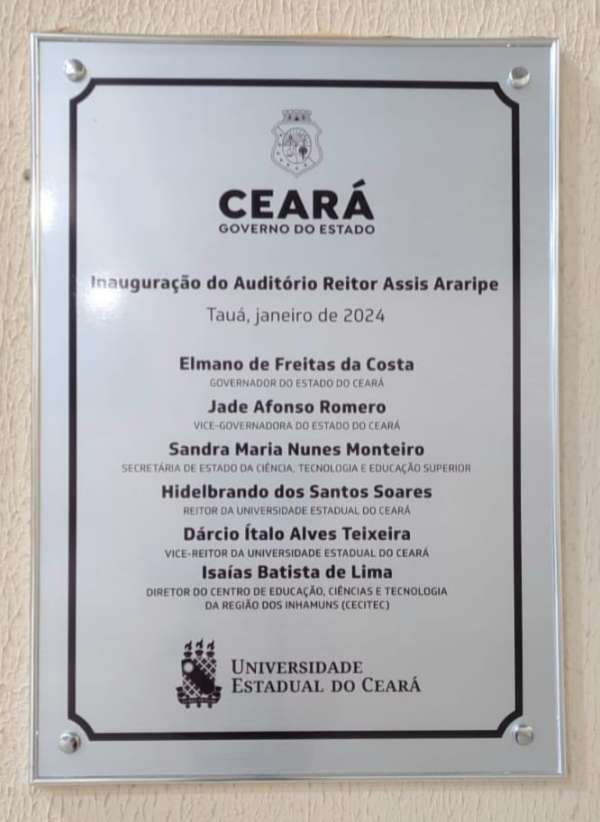 CEARÁ
GOVERNO DO ESTADO
Inauguração do Auditório Reitor Assis Araripe
Tauá, janeiro de 2024
Elmano de Freitas da Costa
GOVERNADOR DO ESTADO DO CEARÁ
Jade Afonso Romero
VICE-GOVERNADORA DO ESTADO DO CEARÁ
Sandra Maria Nunes Monteiro
SECRETÁRIA DE ESTADO DA CIÊNCIA, TECNOLOGIA E EDUCAÇÃO SUPERIOR
Hidelbrando dos Santos Soares
REITOR DA UNIVERSIDADE ESTADUAL DO CEARÁ
Dárcio Ítalo Alves Teixeira
VICE-REITOR DA UNIVERSIDADE ESTADUAL DO CEARÁ
Isaías Batista de Lima
DIRETOR DO CENTRO DE EDUCAÇÃO, CIÊNCIAS E TECNOLOGIA
DA REGIÃO DOS INHAMUNS (CECITEC)
UNIVERSIDADE
ESTADUAL DO CEARÁ